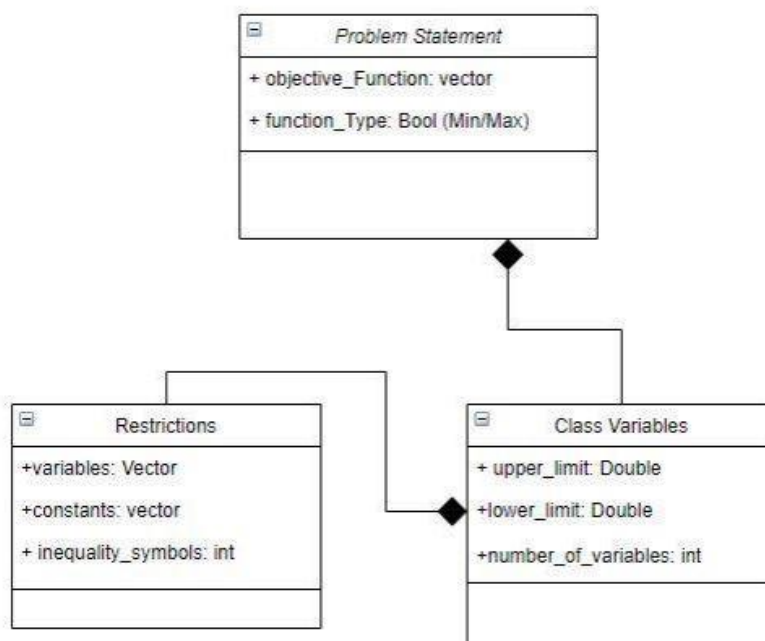 Problem Statement
+ objective_Function: vector
+ function_Type: Bool (Min/Max)
Restrictions
+variables: Vector
+constants: vector
+ inequality_symbols: int
Class Variables
+ upper_limit: Double
+lower_limit: Double
+number_of_variables: int